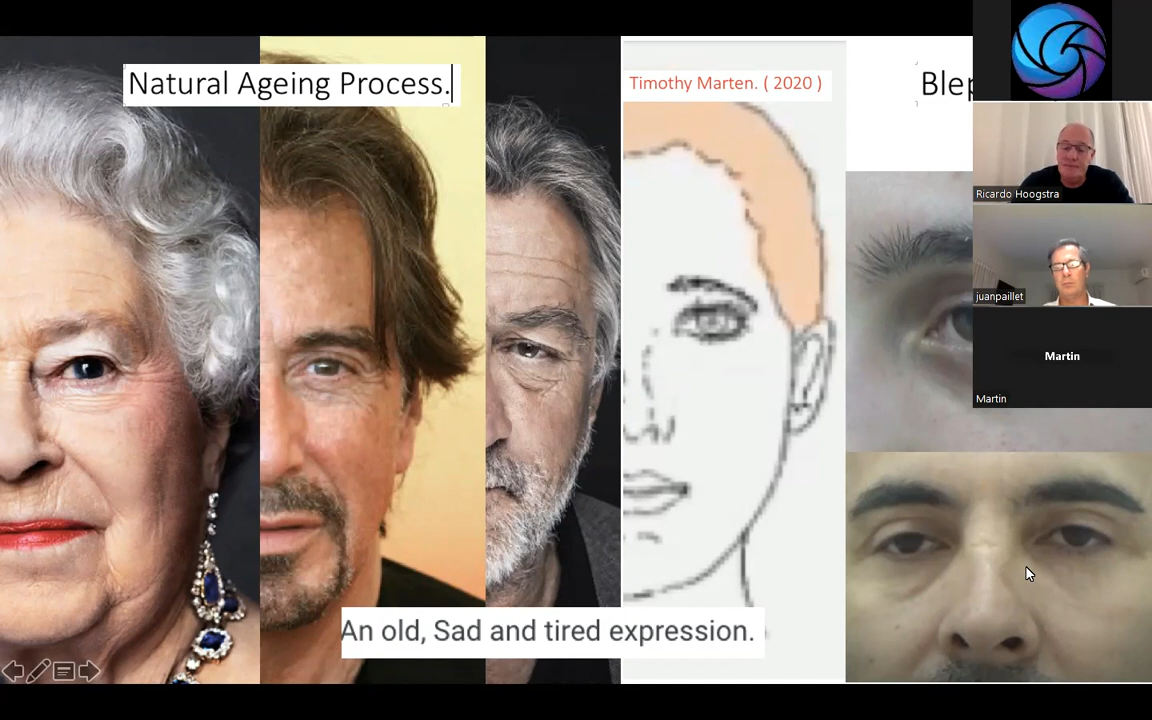 Natural Ageing Process.
Timothy Marten. ( 2020 )
Blep
An old, Sad and tired expression.
Ricardo Hoogstra
juanpaillet
Martin
Martin